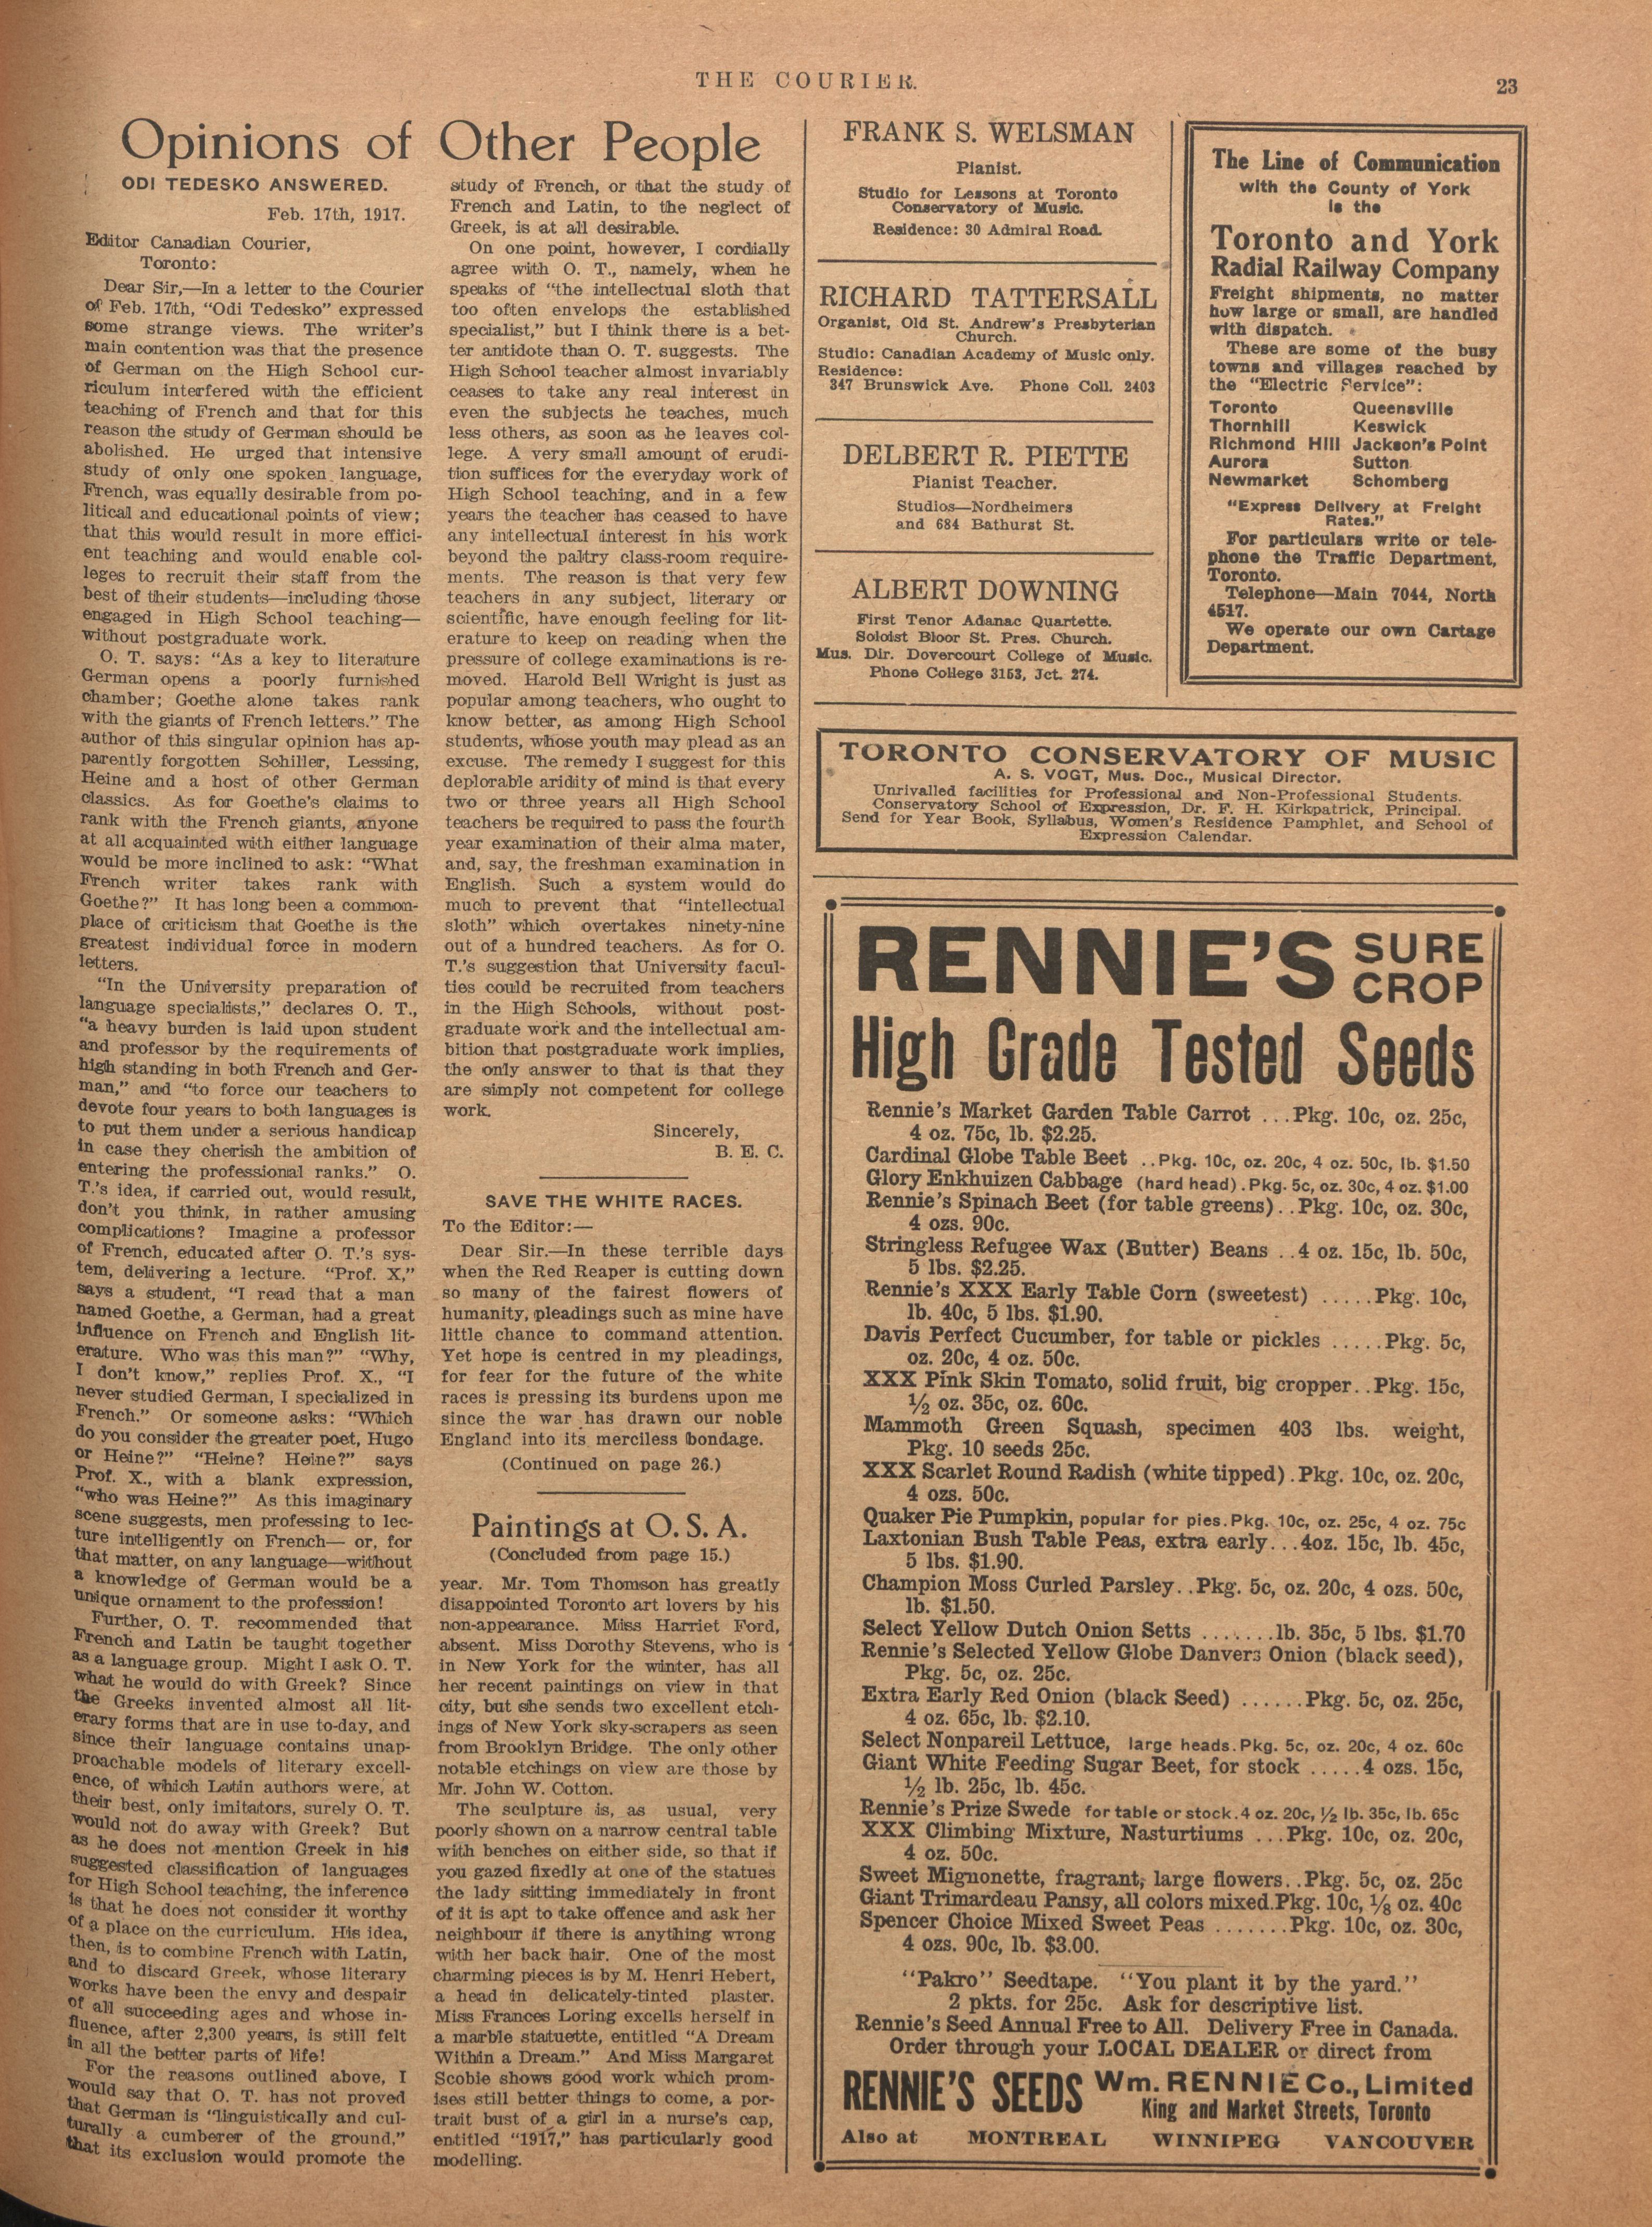 THE COURIER.
23
Opinions of Other People
ODI TEDESKO ANSWERED.
Feb. 17th, 1917.
Editor Canadian Courier,
Toronto:
Dear Sir,—In a letter to the Courier
of Feb. 17th, "Odi Tedesko" expressed
some strange views. The writer's
main contention was that the presence
of German on the High School cur-
riculum interfered with the efficient
teaching of French and that for this
reason the study of German should be
abolished. He urged that intensive
study of only one spoken language,
French, was equally desirable from po-
litical and educational points of view;
that this would result in more effici-
ent teaching and would enable col-
leges to recruit their staff from the
best of their students—including those
engaged in High School teaching—
without postgraduate work.
O. T. says: "As a key to literature
German opens a poorly furnished
chamber; Goethe alone takes rank
with the giants of French letters." The
author of this singular opinion has ap-
parently forgotten Schiller, Lessing,
Heine and a host of other German
classics. As for Goethe's claims to
rank with the French giants, anyone
at all acquainted with either language
would be more inclined to ask: "What
French writer takes rank with
Goethe?" It has long been a common-
place of criticism that Goethe is the
greatest individual force in modern
letters.
"In the University preparation of
language specialists," declares O. T.,
"a heavy burden is laid upon student
and professor by the requirements of
high standing in both French and Ger-
man," and "to force our teachers to
devote four years to both languages is
to put them under a serious handicap
in case they cherish the ambition of
entering the professional ranks." O.
T.'s idea, if carried out, would result,
don't you think, in rather amusing
complications? Imagine a professor
of French, educated after O. T.'s sys-
tem, delivering a lecture. "Prof. X,"
says a student, "I read that a man
named Goethe, a German, had a great
influence on French and English lit-
erature. Who was this man?" "Why,
I don't know," replies Prof. X., "I
never studied German, I specialized in
French." Or someone asks: "Which
do you consider the greater poet, Hugo
or Heine?" "Heine? Heine?" says
Prof. X., with a blank expression,
"who was Heine?" As this imaginary
scene suggests, men professing to lec-
ture intelligently on French— or, for
that matter, on any language—without
a knowledge of German would be a
unique ornament to the profession!
Further, O. T. recommended that
French and Latin be taught together
as a language group. Might I ask O. T.
what he would do with Greek? Since
the Greeks invented almost all lit-
erary forms that are in use to-day, and
since their language contains unap-
proachable models of literary excell-
ence, of which Latin authors were, at
their best, only imitators, surely O. T.
would not do away with Greek? But
as he does not mention Greek in his
suggested classification of languages
for High School teaching, the inference
is that he does not consider it worthy
of a place on the curriculum. His idea,
then, is to combine French with Latin,
and to discard Greek, whose literary
works have been the envy and despair
of all succeeding ages and whose in-
fluence, after 2,300 years, is still felt
in all the better parts of life!
For the reasons outlined above, I
would say that O. T. has not proved
that German is "linguistically and cul-
turally a cumberer of the ground,"
that its exclusion would promote the
study of French, or that the study of
French and Latin, to the neglect of
Greek, is at all desirable.
On one point, however, I cordially
agree with O. T., namely, when he
speaks of "the intellectual sloth that
too often envelops the established
specialist," but I think there is a bet-
ter antidote than O. T. suggests. The
High School teacher almost invariably
ceases to take any real interest in
even the subjects he teaches, much
less others, as soon as he leaves col-
lege. A very small amount of erudi-
tion suffices for the everyday work of
High School teaching, and in a few
years the teacher has ceased to have
any intellectual interest in his work
beyond the paltry class-room require-
ments. The reason is that very few
teachers in any subject, literary or
scientific, have enough feeling for lit-
erature to keep on reading when the
pressure of college examinations is re-
moved. Harold Bell Wright is just as
popular among teachers, who ought to
know better, as among High School
students, whose youth may plead as an
excuse. The remedy I suggest for this
deplorable aridity of mind is that every
two or three years all High School
teachers be required to pass the fourth
year examination of their alma mater,
and, say, the freshman examination in
English. Such a system would do
much to prevent that "intellectual
sloth" which overtakes ninety-nine
out of a hundred teachers. As for O.
T.'s suggestion that University facul-
ties could be recruited from teachers
in the High Schools, without post-
graduate work and the intellectual am-
bition that postgraduate work implies,
the only answer to that is that they
are simply not competent for college
work.
Sincerely,
B. E. C.
SAVE THE WHITE RACES.
To the Editor:—
Dear Sir.—In these terrible days
when the Red Reaper is cutting down
so many of the fairest flowers of
humanity, pleadings such as mine have
little chance to command attention.
Yet hope is centred in my pleadings,
for fear for the future of the white
races is pressing its burdens upon me
since the war has drawn our noble
England into its merciless bondage.
(Continued on page 26.)
Paintings at O. S. A.
(Concluded from page 15.)
year. Mr. Tom Thomson has greatly
disappointed Toronto art lovers by his
non-appearance. Miss Harriet Ford,
absent. Miss Dorothy Stevens, who is
in New York for the winter, has all
her recent paintings on view in that
city, but she sends two excellent etch-
ings of New York sky-scrapers as seen
from Brooklyn Bridge. The only other
notable etchings on view are those by
Mr. John W. Cotton.
The sculpture is, as usual, very
poorly shown on a narrow central table
with benches on either side, so that if
you gazed fixedly at one of the statues
the lady sitting immediately in front
of it is apt to take offence and ask her
neighbour if there is anything wrong
with her back hair. One of the most
charming pieces is by M. Henri Hebert,
a head in delicately-tinted plaster.
Miss Frances Loring excells herself in
a marble statuette, entitled "A Dream
Within a Dream." And Miss Margaret
Scobie shows good work which prom-
ises still better things to come, a por-
trait bust of a girl in a nurse's cap,
entitled "1917," has particularly good
modelling.
FRANK S. WELSMAN
Pianist.
Studio for Lessons at Toronto
Conservatory of Music.
Residence: 30 Admiral Road.
RICHARD TATTERSALL
Organist, Old St. Andrew's Presbyterian
Church.
Studio: Canadian Academy of Music only.
Residence:
347 Brunswick Ave. Phone Coll. 2403
DELBERT R. PIETTE
Pianist Teacher.
Studios—Nordheimers
and 684 Bathurst St.
ALBERT DOWNING
First Tenor Adanac Quartette.
Soloist Bloor St. Pres. Church.
Mus. Dir. Dovercourt College of Music.
Phone College 3153, Jct. 274.
The Line of Communication
with the County of York
is the
Toronto and York
Radial Railway Company
Freight shipments, no matter
how large or small, are handled
with dispatch.
These are some of the busy
towns and villages reached by
the "Electric Service":
Toronto Queensville
Thornhill Keswick
Richmond Hill Jackson's Point
Aurora Sutton
Newmarket Schomberg
"Express Delivery at Freight
Rates."
For particulars write or tele-
phone the Traffic Department,
Toronto.
Telephone—Main 7044, North
4517.
We operate our own Cartage
Department.
TORONTO CONSERVATORY OF MUSIC
A. S. VOGT, Mus. Doc., Musical Director.
Unrivalled facilities for Professional and Non-Professional Students.
Conservatory School of Expression, Dr. F. H. Kirkpatrick, Principal.
Send for Year Book, Syllabus, Women's Residence Pamphlet, and School of
Expression Calendar.
RENNIE'S SURE
CROP
High Grade Tested Seeds
Rennie's Market Garden Table Carrot ...Pkg. 10c, oz. 25c,
4 oz. 75c, lb. $2.25.
Cardinal Globe Table Beet ..Pkg. 10c, oz. 20c, 4 oz. 50c, lb. $1.50
Glory Enkhuizen Cabbage (hard head).Pkg. 5c, oz. 30c, 4 oz. $1.00
Rennie's Spinach Beet (for table greens)..Pkg. 10c, oz. 30c,
4 ozs. 90c.
Stringless Refugee Wax (Butter) Beans ..4 oz. 15c, lb. 50c,
5 lbs. $2.25.
Rennie's XXX Early Table Corn (sweetest) .....Pkg. 10c,
lb. 40c, 5 lbs. $1.90.
Davis Perfect Cucumber, for table or pickles .....Pkg. 5c,
oz. 20c, 4 oz. 50c.
XXX Pink Skin Tomato, solid fruit, big cropper..Pkg. 15c,
½ oz. 35c, oz. 60c.
Mammoth Green Squash, specimen 403 lbs. weight,
Pkg. 10 seeds 25c.
XXX Scarlet Round Radish (white tipped).Pkg. 10c, oz. 20c,
4 ozs. 50c.
Quaker Pie Pumpkin, popular for pies.Pkg. 10c, oz. 25c, 4 oz. 75c
Laxtonian Bush Table Peas, extra early...4oz. 15c, lb. 45c,
5 lbs. $1.90.
Champion Moss Curled Parsley..Pkg. 5c, oz. 20c, 4 ozs. 50c,
lb. $1.50.
Select Yellow Dutch Onion Setts .......lb. 35c, 5 lbs. $1.70
Rennie's Selected Yellow Globe Danvers Onion (black seed),
Pkg. 5c, oz. 25c.
Extra Early Red Onion (black Seed) ......Pkg. 5c, oz. 25c,
4 oz. 65c, lb. $2.10.
Select Nonpareil Lettuce, large heads.Pkg. 5c, oz. 20c, 4 oz. 60c
Giant White Feeding Sugar Beet, for stock .....4 ozs. 15c,
½ lb. 25c, lb. 45c.
Rennie's Prize Swede for table or stock.4 oz. 20c, ½ lb. 35c, lb. 65c
XXX Climbing Mixture, Nasturtiums ...Pkg. 10c, oz. 20c,
4 oz. 50c.
Sweet Mignonette, fragrant, large flowers..Pkg. 5c, oz. 25c
Giant Trimardeau Pansy, all colors mixed.Pkg. 10c, ⅛ oz. 40c
Spencer Choice Mixed Sweet Peas .......Pkg. 10c, oz. 30c,
4 ozs. 90c, lb. $3.00.
"Pakro" Seedtape. "You plant it by the yard."
2 pkts. for 25c. Ask for descriptive list.
Rennie's Seed Annual Free to All. Delivery Free in Canada.
Order through your LOCAL DEALER or direct from
RENNIE'S SEEDS Wm. RENNIE Co., Limited
King and Market Streets, Toronto
Also at MONTREAL WINNIPEG VANCOUVER